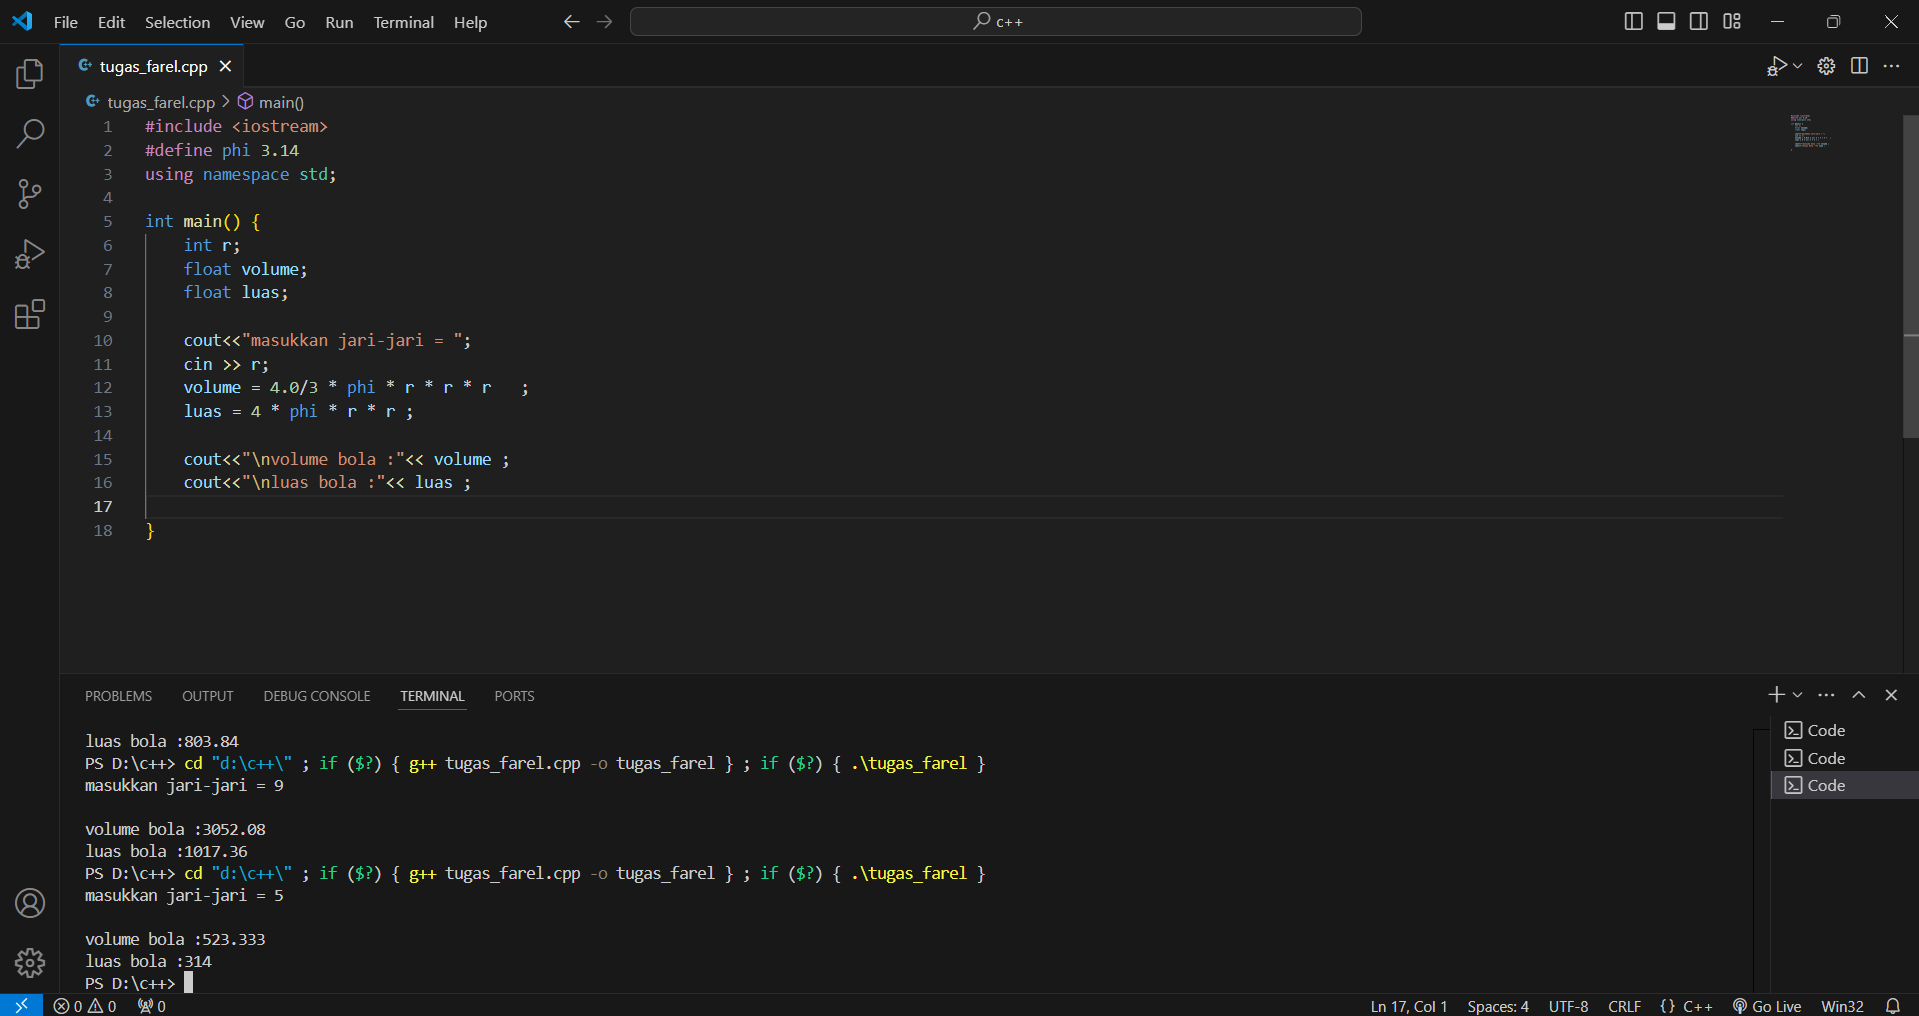 File Edit Selection View Go Run Terminal Help
c++
tugas_farel.cpp
tugas_farel.cpp > main()
1 #include <iostream>
2 #define phi 3.14
3 using namespace std;
4
5 int main() {
6 int r;
7 float volume;
8 float luas;
9
10 cout<<"masukkan jari-jari = ";
11 cin >> r;
12 volume = 4.0/3 * phi * r * r * r   ;
13 luas = 4 * phi * r * r ;
14
15 cout<<"\nvolume bola :"<< volume ;
16 cout<<"\nluas bola :"<< luas ;
17
18 }
PROBLEMS OUTPUT DEBUG CONSOLE TERMINAL PORTS
luas bola :803.84
PS D:\c++> cd "d:\c++\" ; if ($?) { g++ tugas_farel.cpp -o tugas_farel } ; if ($?) { .\tugas_farel }
masukkan jari-jari = 9
volume bola :3052.08
luas bola :1017.36
PS D:\c++> cd "d:\c++\" ; if ($?) { g++ tugas_farel.cpp -o tugas_farel } ; if ($?) { .\tugas_farel }
masukkan jari-jari = 5
volume bola :523.333
luas bola :314
PS D:\c++>
Code
Code
Code
0 0 0
Ln 17, Col 1 Spaces: 4 UTF-8 CRLF {} C++ Go Live Win32